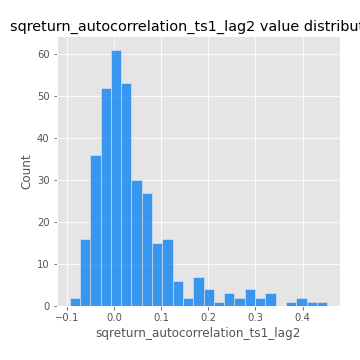 sqreturn_autocorrelation_ts1_lag2 value distribut
60
50
40
30
20
10
0
Count
−0.1 0.0 0.1 0.2 0.3 0.4
sqreturn_autocorrelation_ts1_lag2